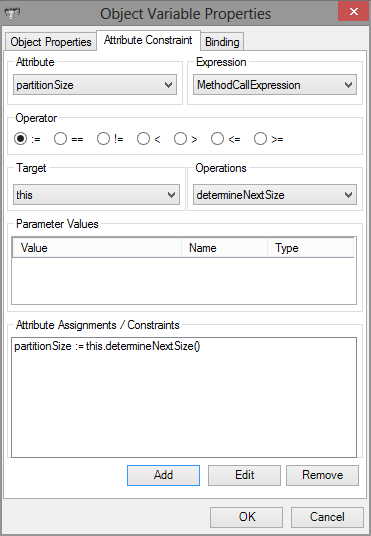 Object Variable Properties
Object Properties Attribute Constraint Binding
Attribute Expression
partitionSize MethodCallExpression
Operator
:= == != < > <= >=
Target Operations
this determineNextSize
Parameter Values
Value Name Type
Attribute Assignments / Constraints
partitionSize := this.determineNextSize()
Add Edit Remove
OK Cancel